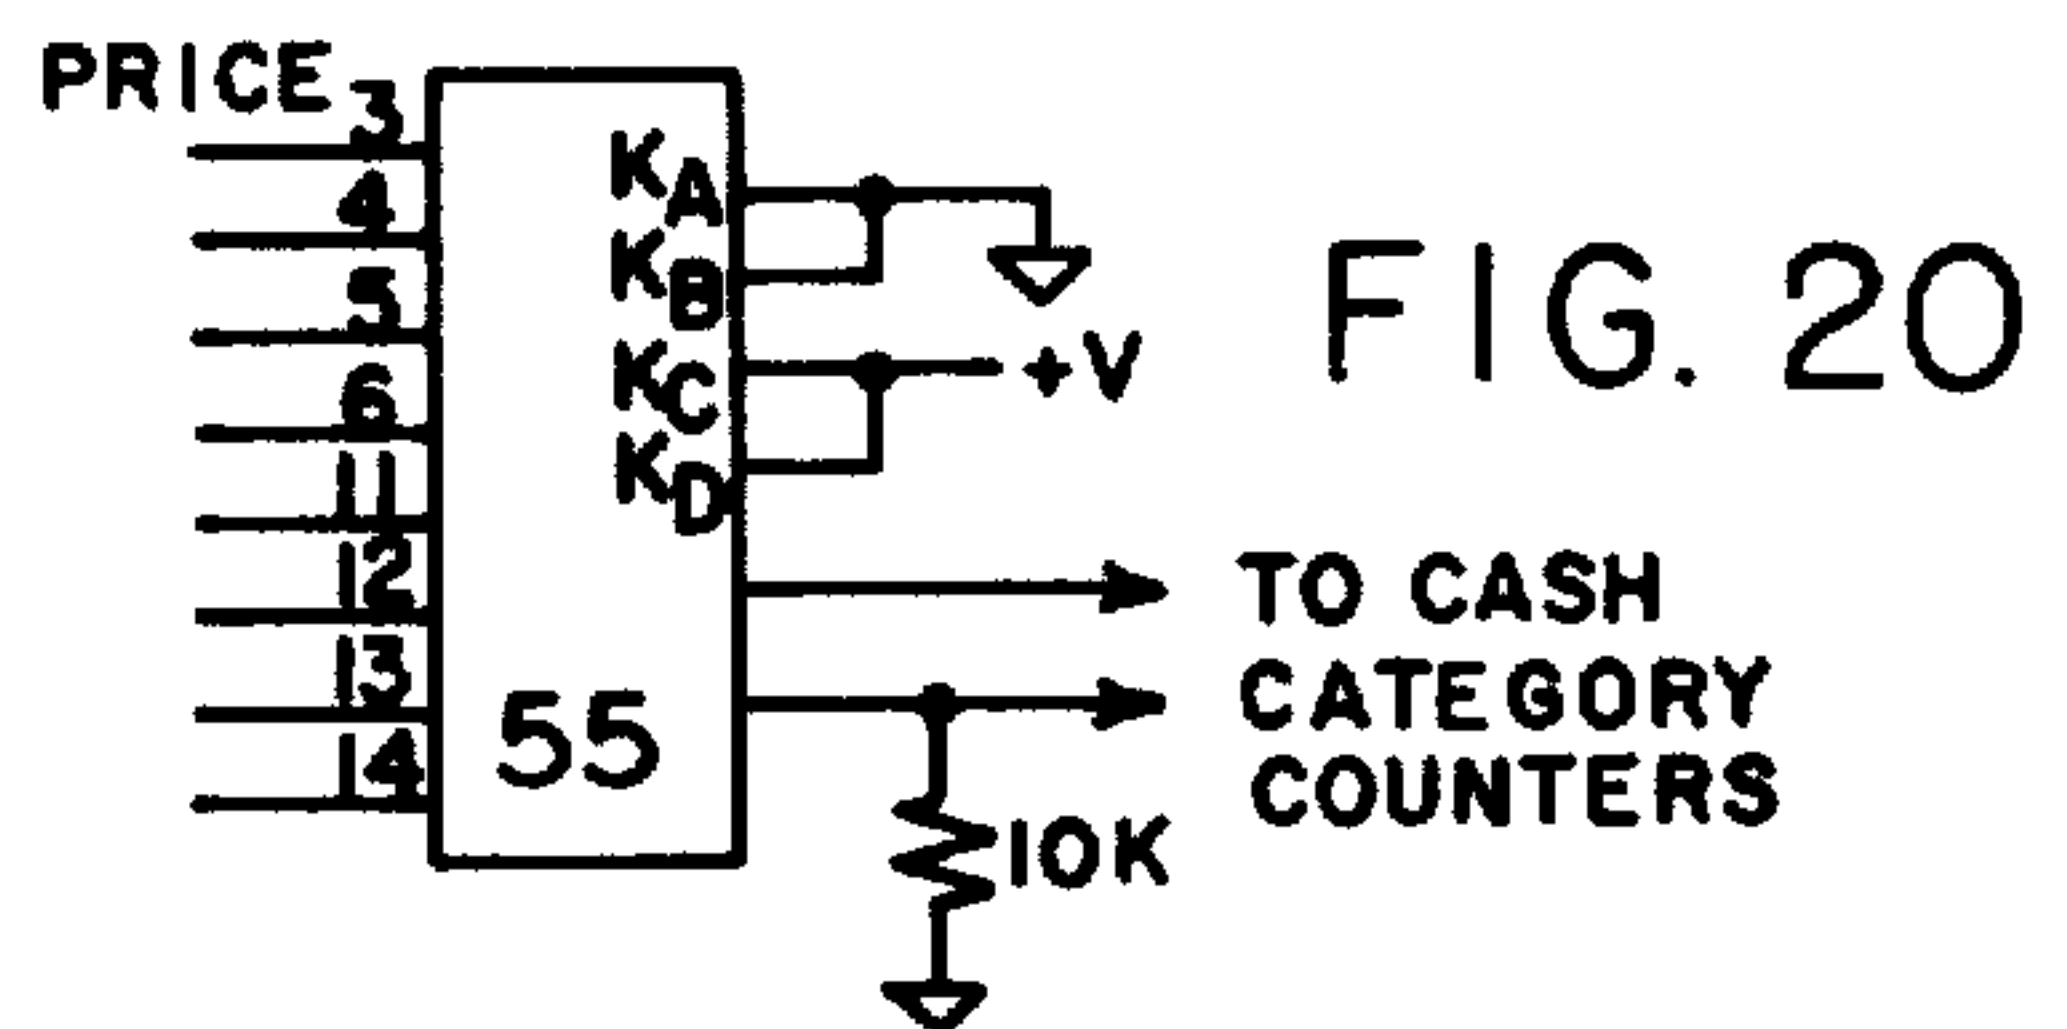 PRICE
3
4
5
6
11
12
13
14
KA
KB
KC
KD
55
+V
10K
TO CASH
CATEGORY
COUNTERS
FIG. 20